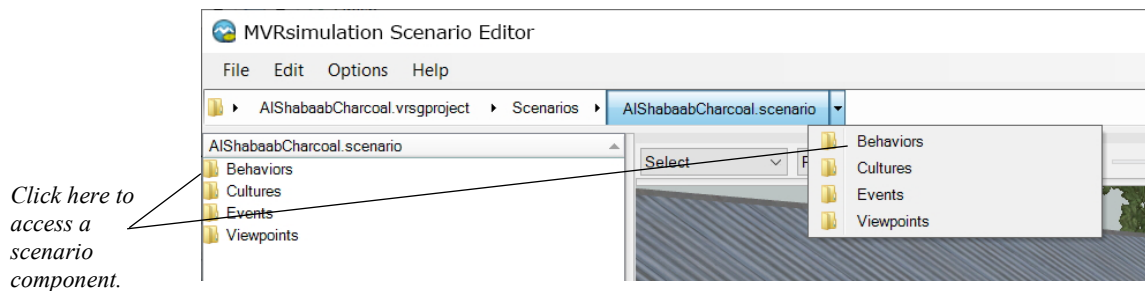 MVRsimulation Scenario Editor
File Edit Options Help
AlShabaabCharcoal.vrsgproject Scenarios AlShabaabCharcoal.scenario
AlShabaabCharcoal.scenario
Behaviors
Cultures
Events
Viewpoints
Select
Behaviors
Cultures
Events
Viewpoints
Click here to
access a
scenario
component.